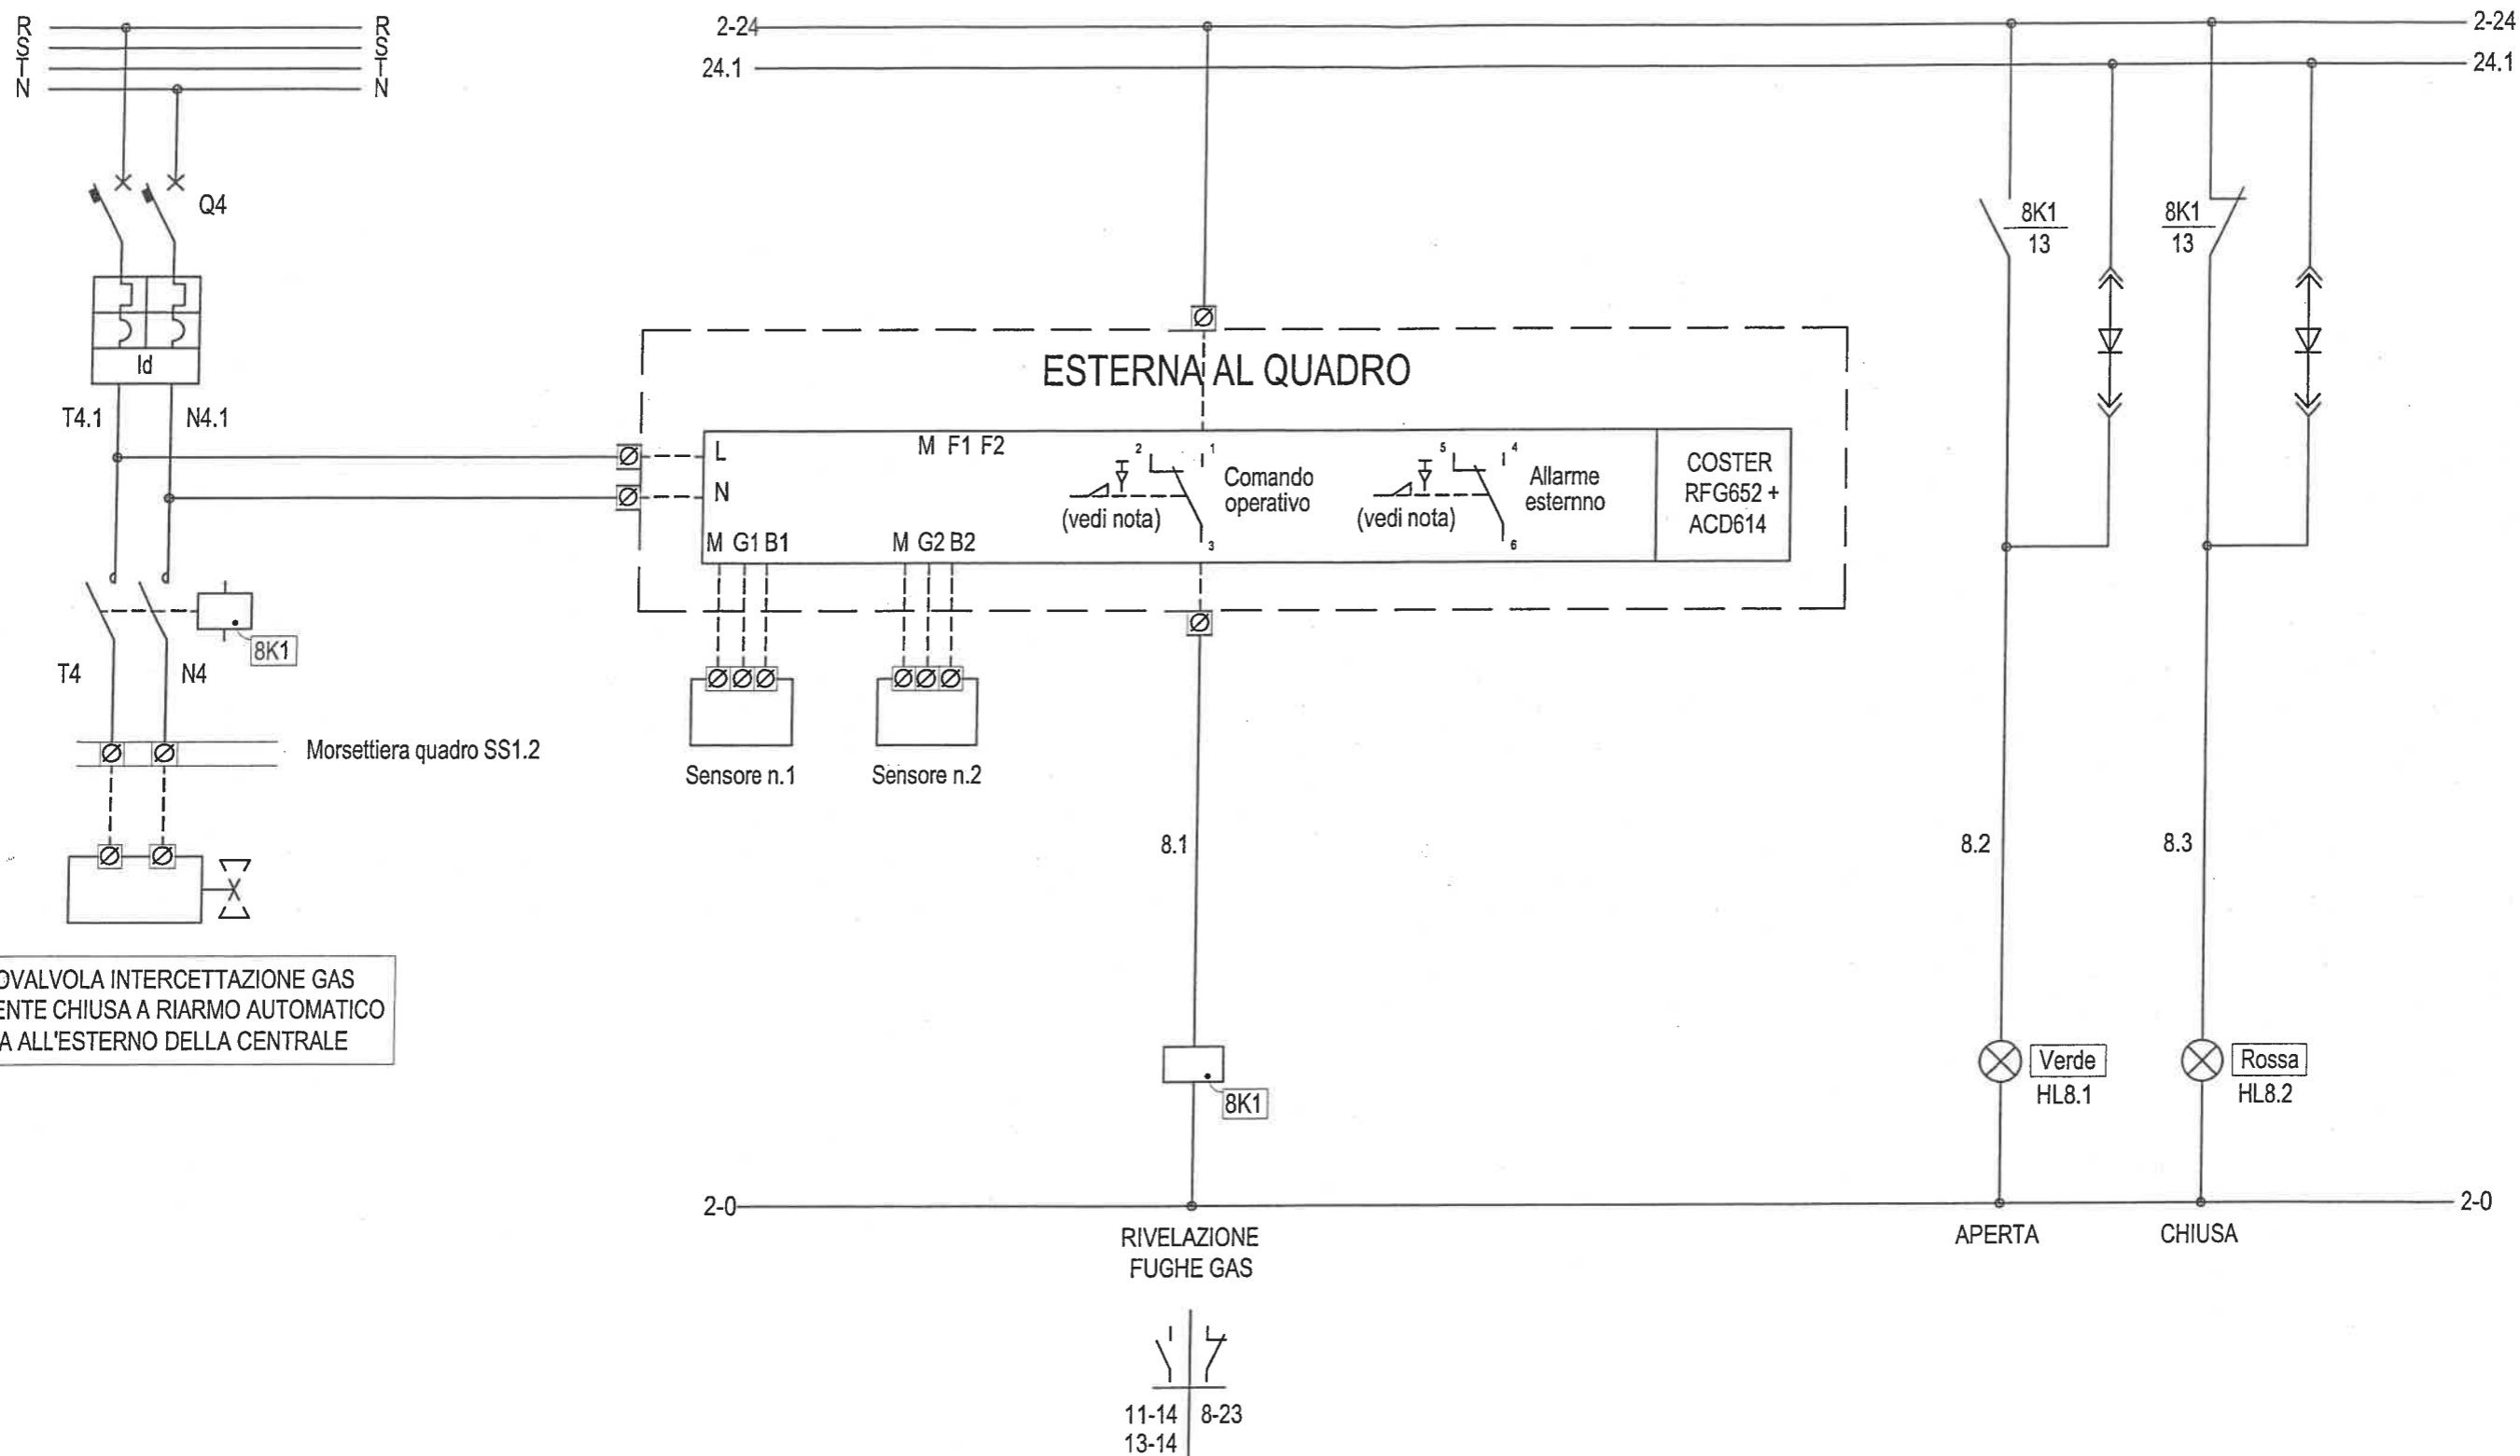 R R
S S
T T
N N
2-24 2-24
24.1 24.1
Q4
8K1
13
8K1
13
Id
T4.1 N4.1
ESTERNA AL QUADRO
L
N
M F1 F2
2 1
3
Comando
operativo
(vedi nota)
5 4
6
Allarme
esternno
(vedi nota)
COSTER
RFG652 +
ACD614
M G1 B1
M G2 B2
8K1
T4 N4
Morsettiera quadro SS1.2
Sensore n.1
Sensore n.2
8.1
8.2
8.3
OVALVOLA INTERCETTAZIONE GAS
ENTE CHIUSA A RIARMO AUTOMATICO
A ALL'ESTERNO DELLA CENTRALE
8K1
Verde
HL8.1
Rossa
HL8.2
2-0 2-0
RIVELAZIONE
FUGHE GAS
APERTA
CHIUSA
11-14 8-23
13-14